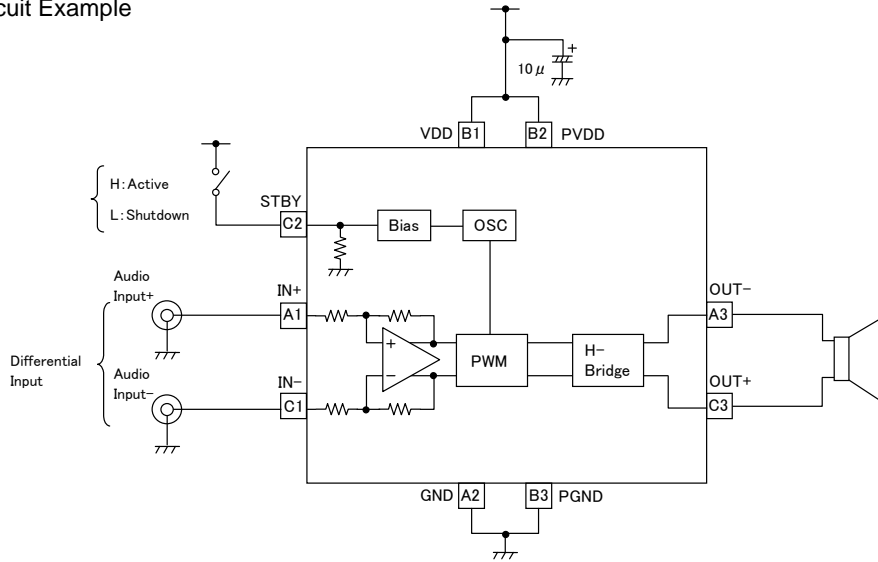 cuit Example
10μ
VDD B1 B2 PVDD
H:Active
L:Shutdown
STBY
C2
Bias
OSC
Audio
Input+
IN+
A1
OUT-
A3
+
PWM
H-
Bridge
Differential
Input
Audio
Input-
IN-
C1
-
OUT+
C3
GND A2 B3 PGND